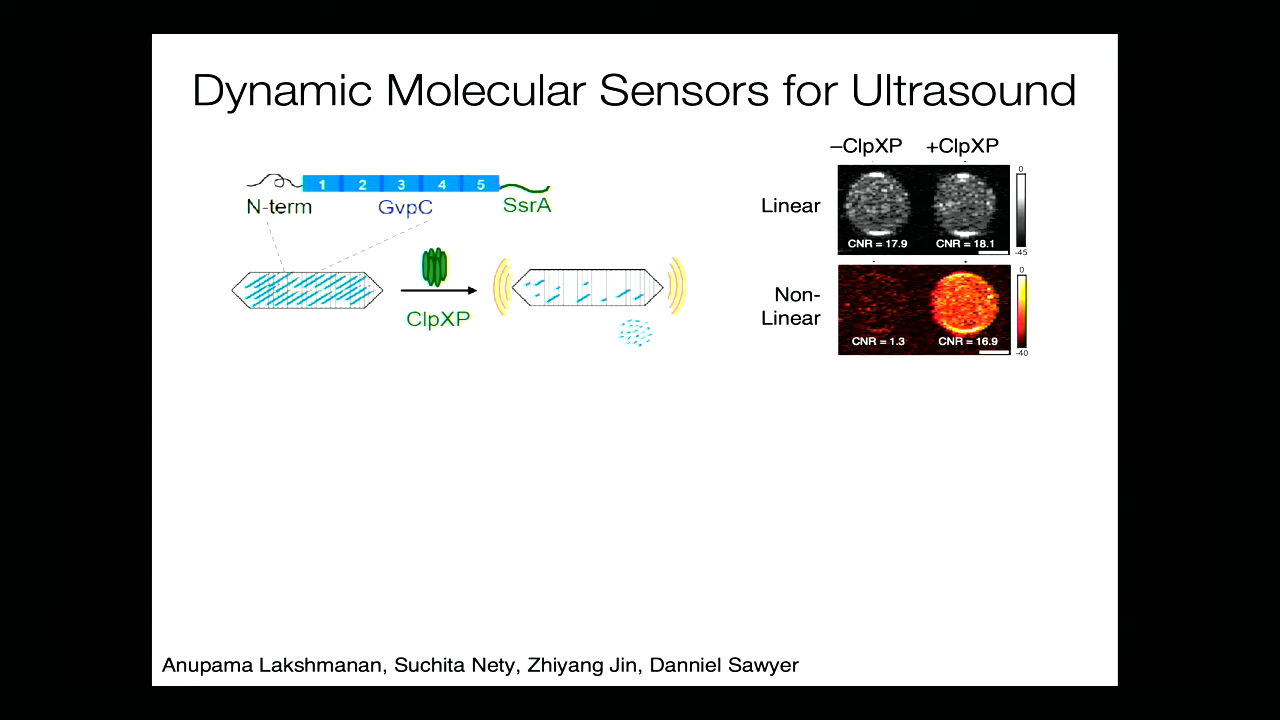 Dynamic Molecular Sensors for Ultrasound
–ClpXP +ClpXP
1 2 3 4 5
N-term GvpC SsrA
ClpXP
Linear
CNR = 17.9 CNR = 18.1
0
-45
Non-
Linear
CNR = 1.3 CNR = 16.9
0
-40
Anupama Lakshmanan, Suchita Nety, Zhiyang Jin, Danniel Sawyer